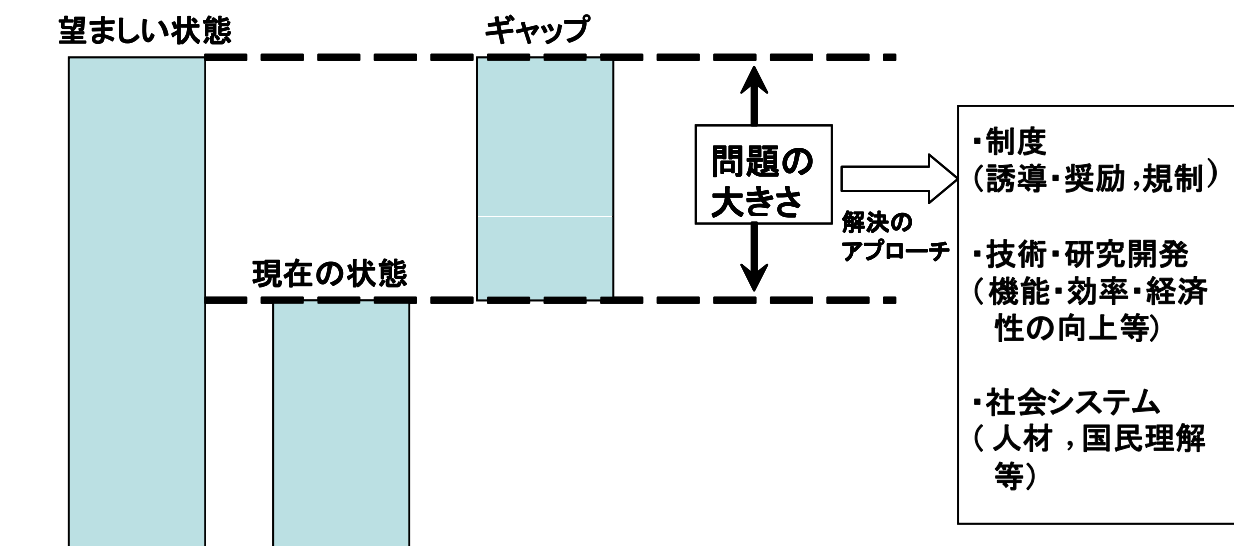 望ましい状態
ギャップ
現在の状態
問題の
大きさ
解決の
アプローチ
・制度
(誘導・奨励,規制)
・技術・研究開発
(機能・効率・経済
性の向上等)
・社会システム
(人材,国民理解
等)